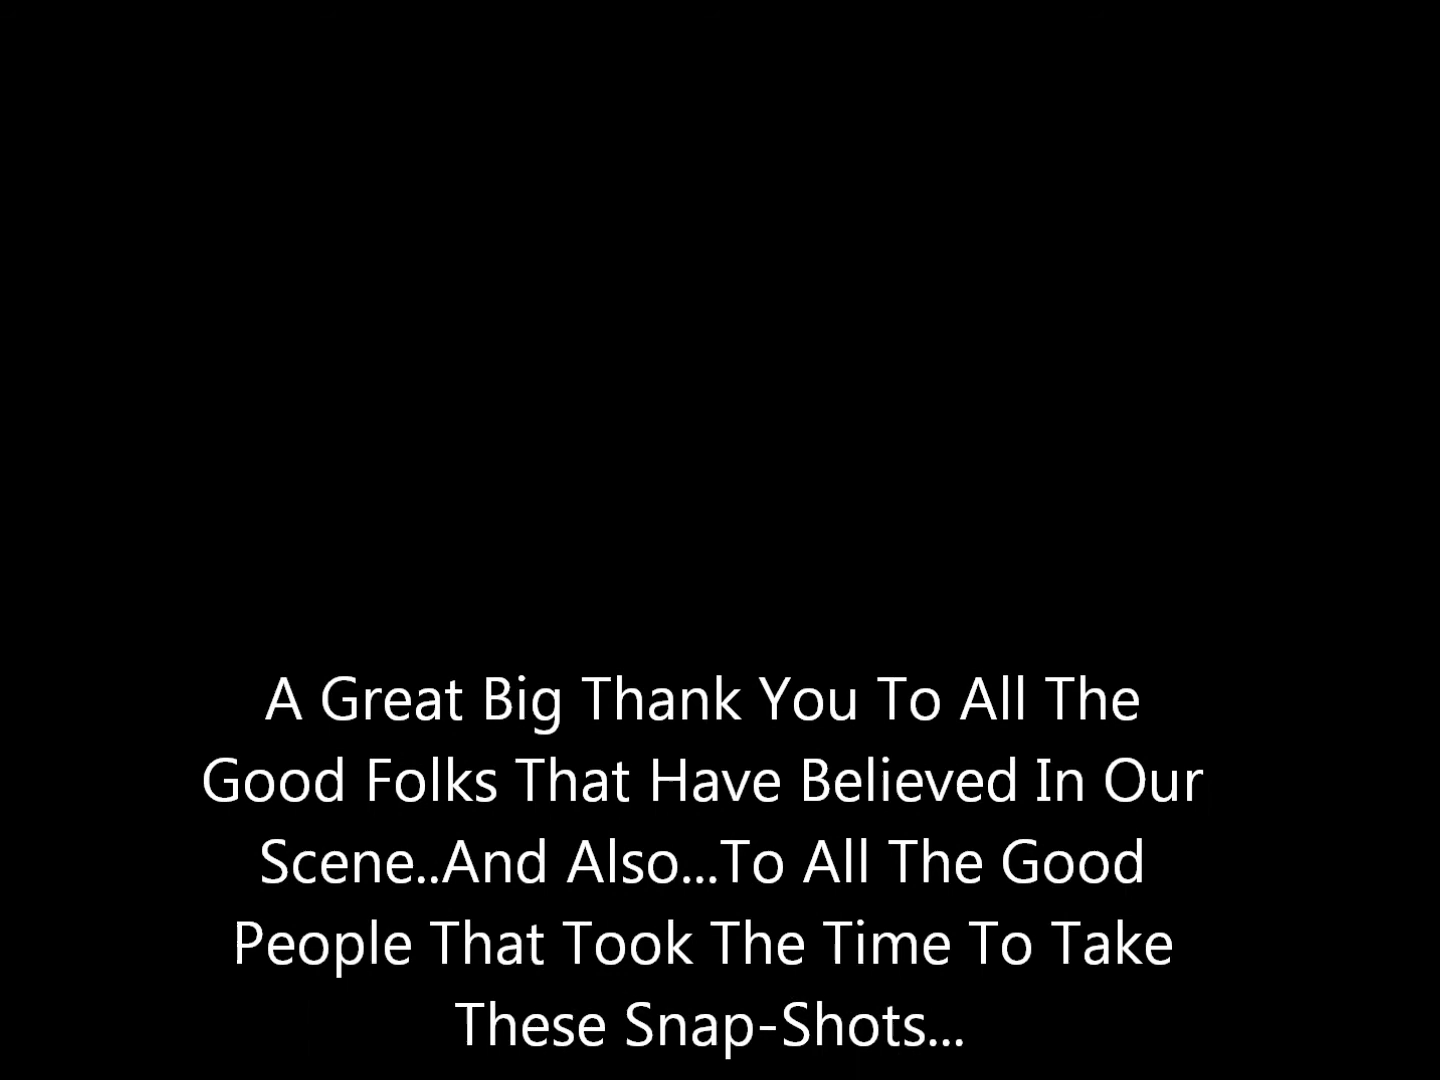 A Great Big Thank You To All The
Good Folks That Have Believed In Our
Scene..And Also...To All The Good
People That Took The Time To Take
These Snap-Shots...